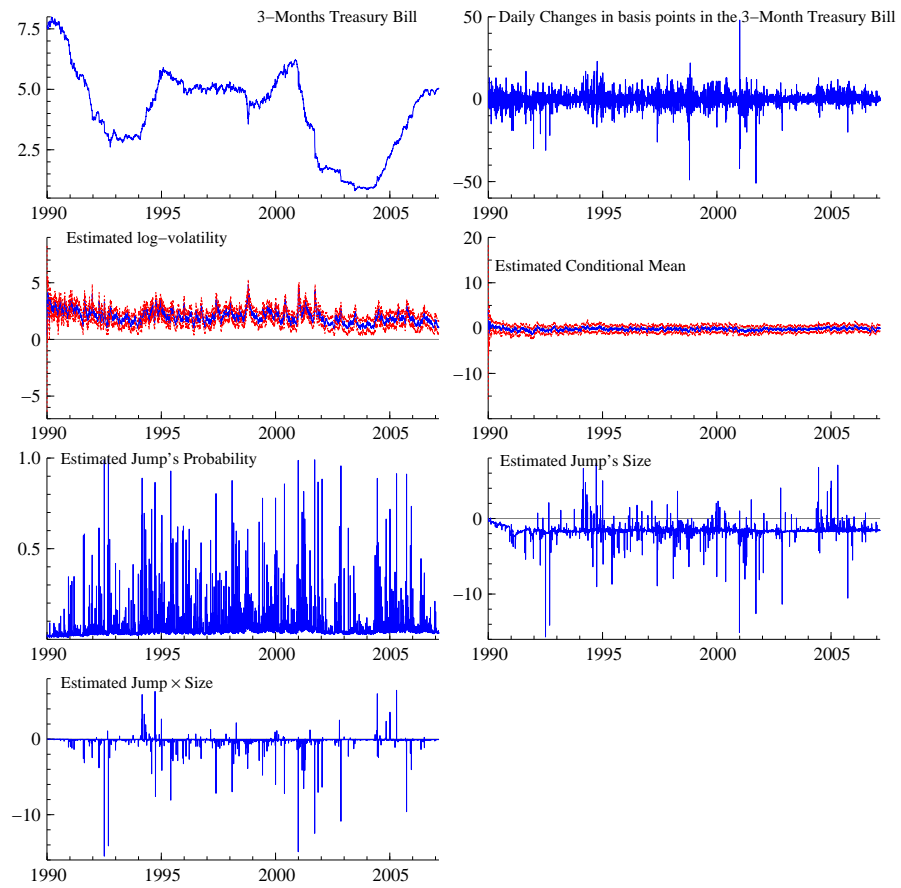 3−Months Treasury Bill
7.5
5.0
2.5
1990 1995 2000 2005
Daily Changes in basis points in the 3−Month Treasury Bill
50
0
−50
1990 1995 2000 2005
Estimated log−volatility
5
0
−5
1990 1995 2000 2005
20
Estimated Conditional Mean
10
0
−10
1990 1995 2000 2005
1.0
Estimated Jump's Probability
0.5
1990 1995 2000 2005
Estimated Jump's Size
0
−10
1990 1995 2000 2005
Estimated Jump × Size
0
−10
1990 1995 2000 2005